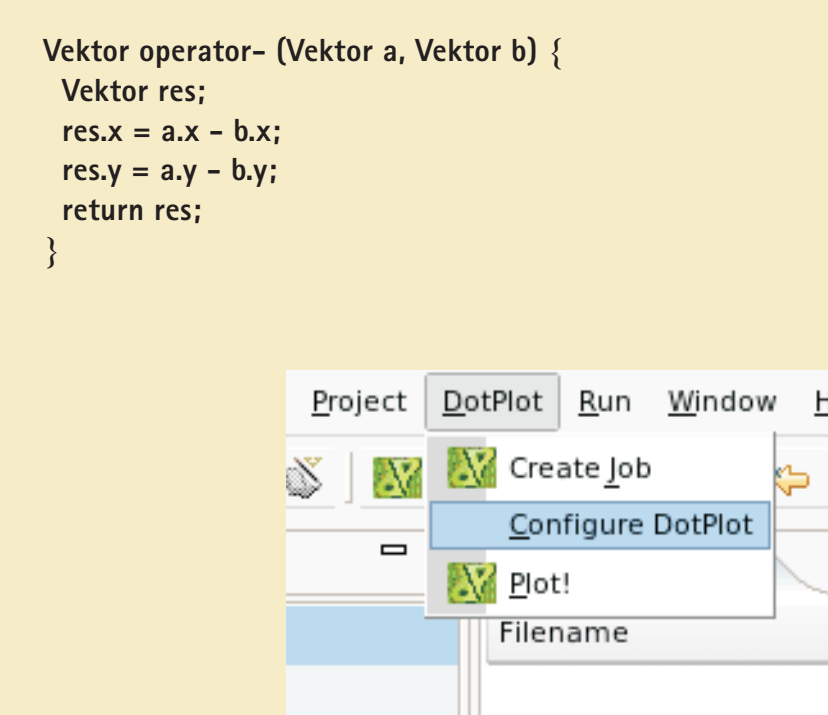 Vektor operator- (Vektor a, Vektor b) {
Vektor res;
res.x = a.x - b.x;
res.y = a.y - b.y;
return res;
}
Project DotPlot Run Window H
Create Job
Configure DotPlot
Plot!
Filename